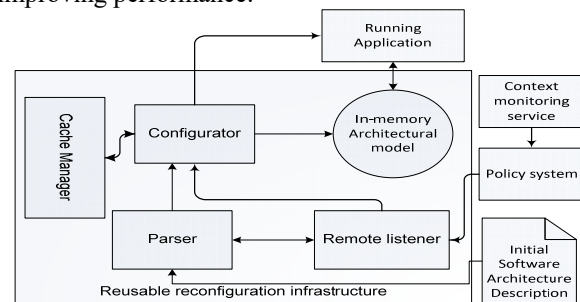 improving performance.
Running
Application
Context
monitoring
service
Cache Manager
Configurator
In-memory
Architectural
model
Policy system
Parser
Remote listener
Initial
Software
Architecture
Description
Reusable reconfiguration infrastructure